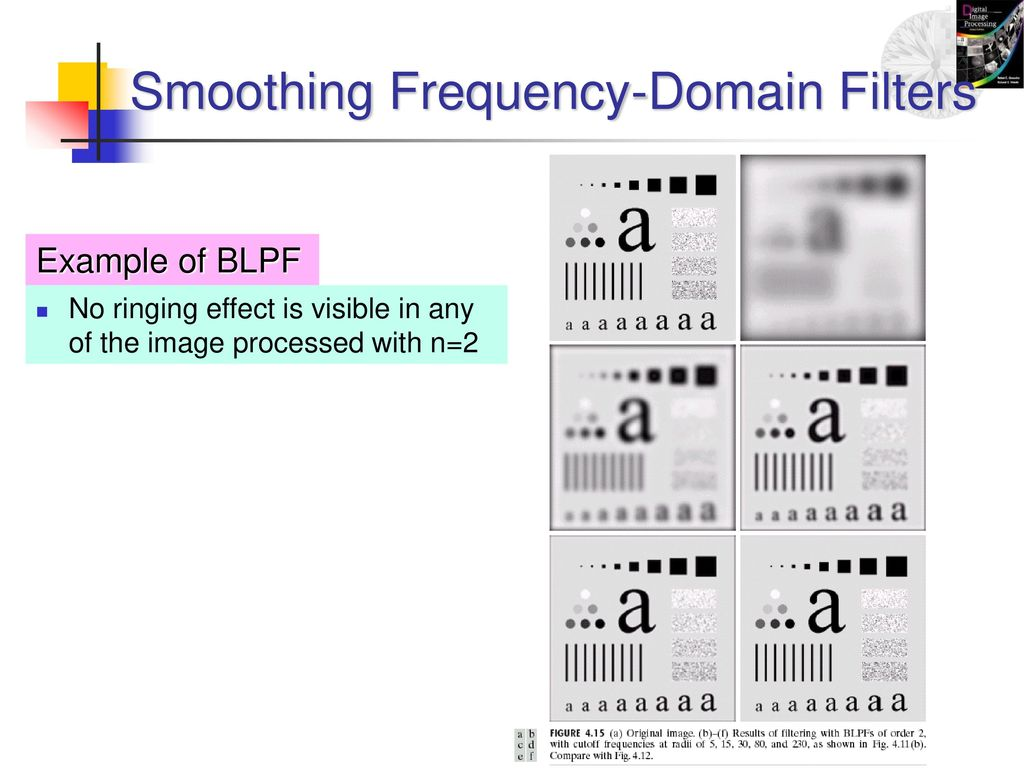 Digital
Image
Processing
Smoothing Frequency-Domain Filters
Example of BLPF
No ringing effect is visible in any
of the image processed with n=2
a
a a a a a a a a
a
a a a a a a a a
a
a a a a a a a a
a
a a a a a a a a
a
a a a a a a a a
a b
c d
e f
FIGURE 4.15 (a) Original image. (b)–(f) Results of filtering with BLPFs of order 2,
with cutoff frequencies at radii of 5, 15, 30, 80, and 230, as shown in Fig. 4.11(b).
Compare with Fig. 4.12.